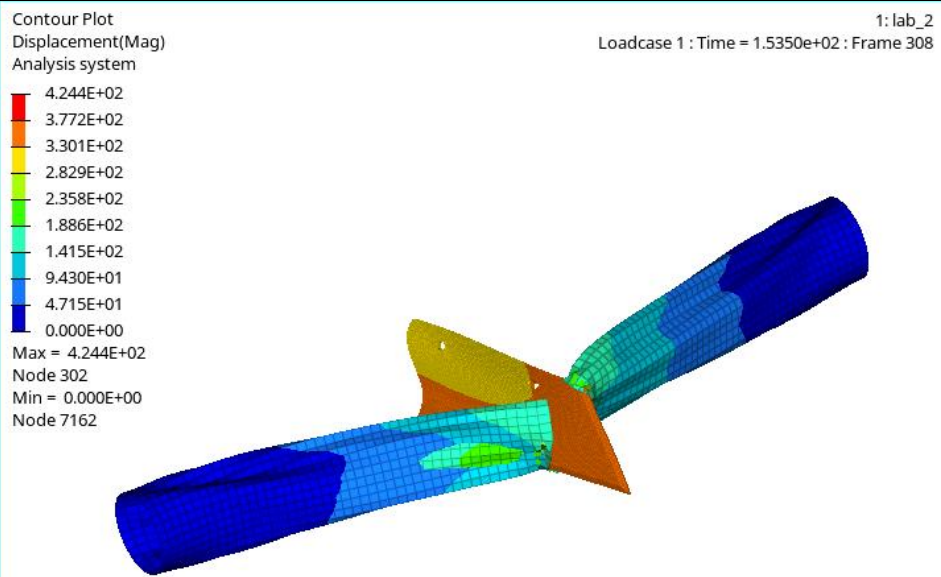 Contour Plot
Displacement(Mag)
Analysis system
1: lab_2
Loadcase 1 : Time = 1.5350e+02 : Frame 308
4.244E+02
3.772E+02
3.301E+02
2.829E+02
2.358E+02
1.886E+02
1.415E+02
9.430E+01
4.715E+01
0.000E+00
Max = 4.244E+02
Node 302
Min = 0.000E+00
Node 7162